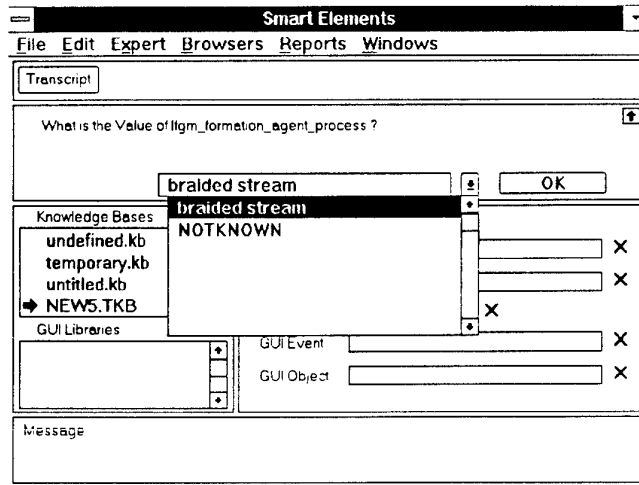 Smart Elements
File Edit Expert Browsers Reports Windows
Transcript
What is the Value of lfgm_formation_agent_process ?
braided stream
OK
braided stream
NOTKNOWN
Knowledge Bases
undefined.kb
temporary.kb
untitled.kb
NEW5.TKB
GUI Libraries
GUI Event
GUI Object
Message